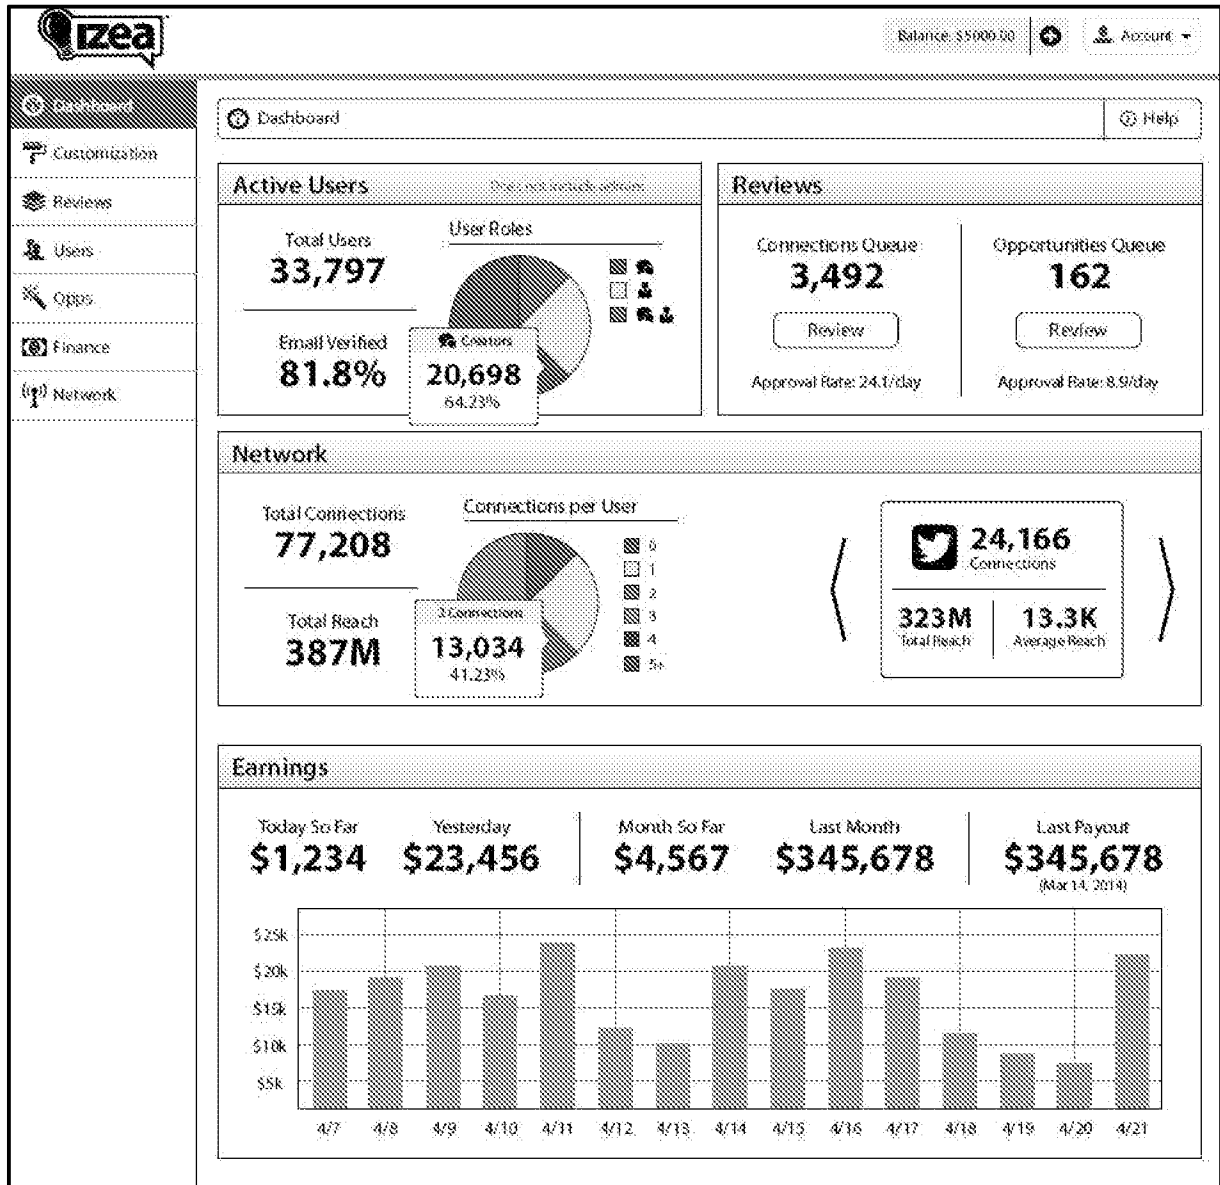 izea
Balance: $5000.00
Account
Dashboard
Customization
Reviews
Users
Opps
Finance
Network
Dashboard
Help
Active Users
Does not include admins
Total Users
33,797
Email Verified
81.8%
User Roles
Creators
20,698
64.23%
Reviews
Connections Queue
3,492
Review
Approval Rate: 24.1/day
Opportunities Queue
162
Review
Approval Rate: 8.9/day
Network
Total Connections
77,208
Total Reach
387M
Connections per User
0
1
2
3
4
5+
3 Connections
13,034
41.23%
24,166
Connections
323M
Total Reach
13.3K
Average Reach
Earnings
Today So Far
$1,234
Yesterday
$23,456
Month So Far
$4,567
Last Month
$345,678
Last Payout
$345,678
(Mar 14, 2014)
$25k
$20k
$15k
$10k
$5k
4/7 4/8 4/9 4/10 4/11 4/12 4/13 4/14 4/15 4/16 4/17 4/18 4/19 4/20 4/21